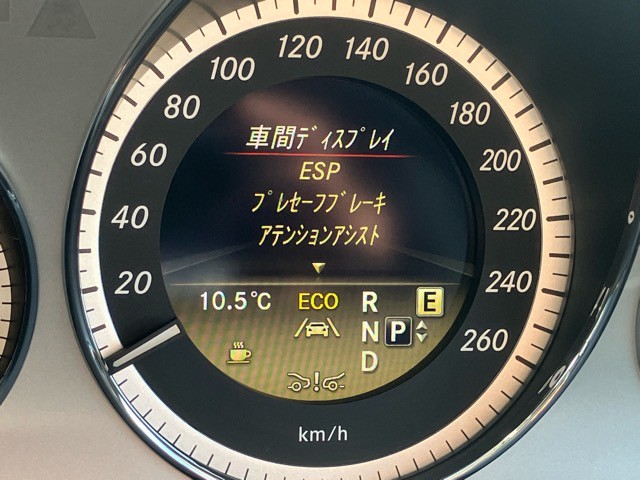 20
40
60
80
100
120
140
160
180
200
220
240
260
車間ﾃﾞｨｽﾌﾟﾚｲ
ESP
ﾌﾟﾚｾｰﾌﾌﾞﾚｰｷ
ｱﾃﾝｼｮﾝｱｼｽﾄ
10.5℃ ECO R E
N P
D
!
km/h